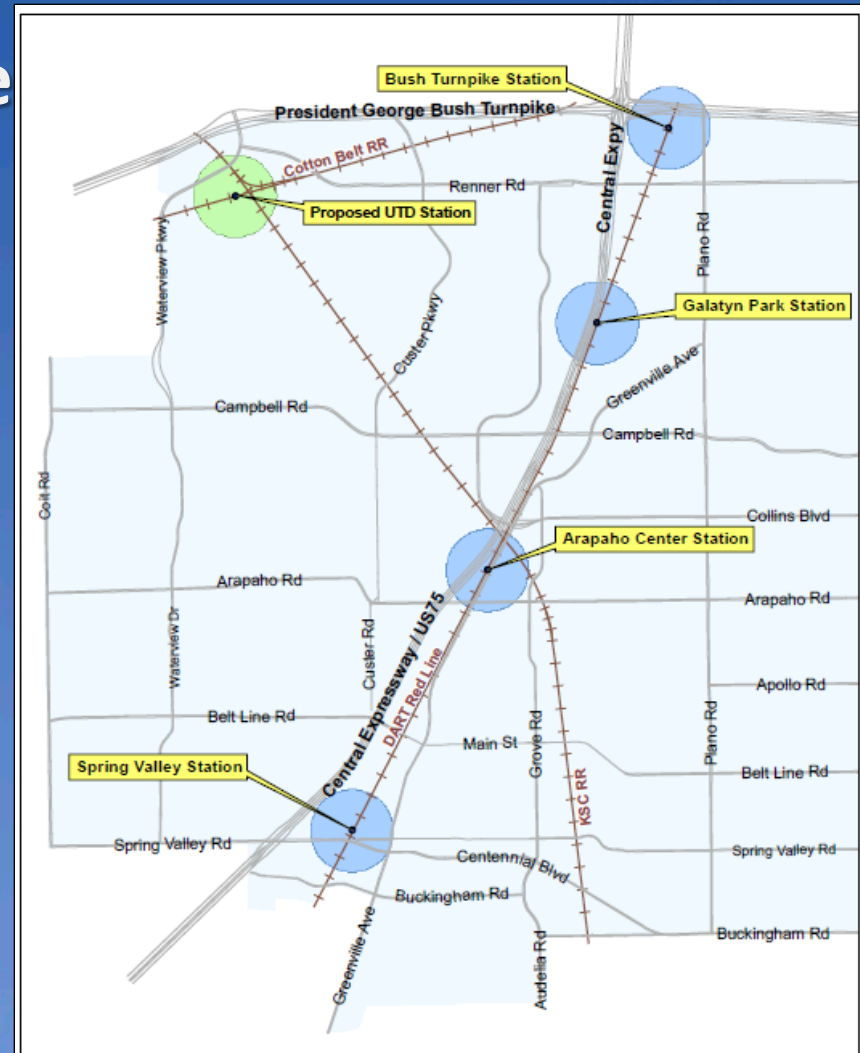 e
Bush Turnpike Station
President George Bush Turnpike
Cotton Belt RR
Central Expy
Renner Rd
Proposed UTD Station
Plano Rd
Waterview Pkwy
Galatyn Park Station
Custer Pkwy
Greenville Ave
Campbell Rd
Campbell Rd
Coit Rd
Collins Blvd
Arapaho Center Station
Arapaho Rd
Arapaho Rd
Central Expressway / US75
Waterview Dr
Custer Rd
DART Red Line
Apollo Rd
Belt Line Rd
Main St
Grove Rd
Plano Rd
Spring Valley Station
Belt Line Rd
KSC RR
Spring Valley Rd
Centennial Blvd
Spring Valley Rd
Buckingham Rd
Greenville Ave
Audelia Rd
Buckingham Rd